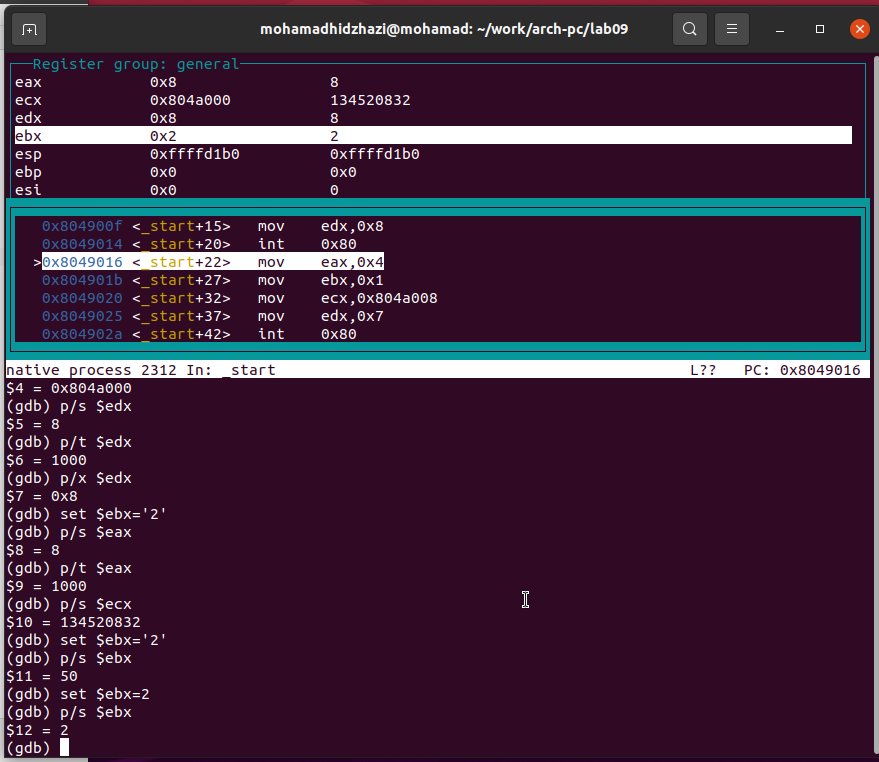 mohamadhidzhazi@mohamad: ~/work/arch-pc/lab09
Register group: general
eax 0x8 8
ecx 0x804a000 134520832
edx 0x8 8
ebx 0x2 2
esp 0xffffd1b0 0xffffd1b0
ebp 0x0 0x0
esi 0x0 0
0x804900f <_start+15> mov edx,0x8
0x8049014 <_start+20> int 0x80
>0x8049016 <_start+22> mov eax,0x4
0x804901b <_start+27> mov ebx,0x1
0x8049020 <_start+32> mov ecx,0x804a008
0x8049025 <_start+37> mov edx,0x7
0x804902a <_start+42> int 0x80
native process 2312 In: _start L?? PC: 0x8049016
$4 = 0x804a000
(gdb) p/s $edx
$5 = 8
(gdb) p/t $edx
$6 = 1000
(gdb) p/x $edx
$7 = 0x8
(gdb) set $ebx='2'
(gdb) p/s $eax
$8 = 8
(gdb) p/t $eax
$9 = 1000
(gdb) p/s $ecx
$10 = 134520832
(gdb) set $ebx='2'
(gdb) p/s $ebx
$11 = 50
(gdb) set $ebx=2
(gdb) p/s $ebx
$12 = 2
(gdb)